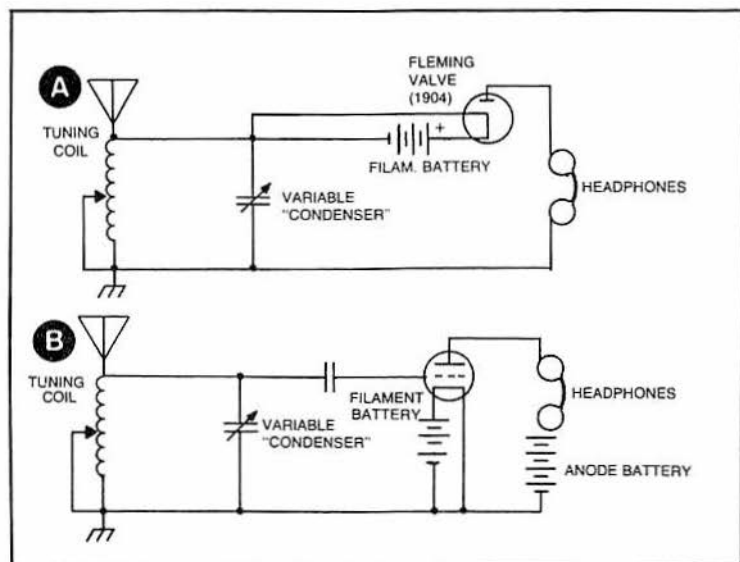 A
TUNING
COIL
FLEMING
VALVE
(1904)
+
FILAM. BATTERY
VARIABLE
"CONDENSER"
HEADPHONES
B
TUNING
COIL
FILAMENT
BATTERY
VARIABLE
"CONDENSER"
HEADPHONES
ANODE BATTERY